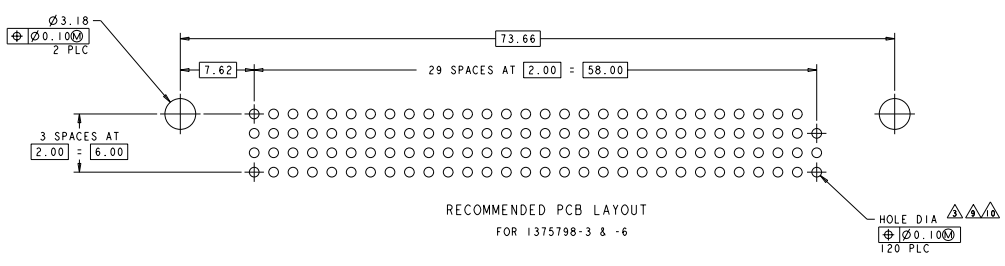 Ø3.18
⌖ Ø0.10Ⓜ
2 PLC
73.66
7.62
29 SPACES AT 2.00 = 58.00
3 SPACES AT
2.00 = 6.00
RECOMMENDED PCB LAYOUT
FOR 1375798-3 & -6
HOLE DIA 3 9 10
⌖ Ø0.10Ⓜ
120 PLC